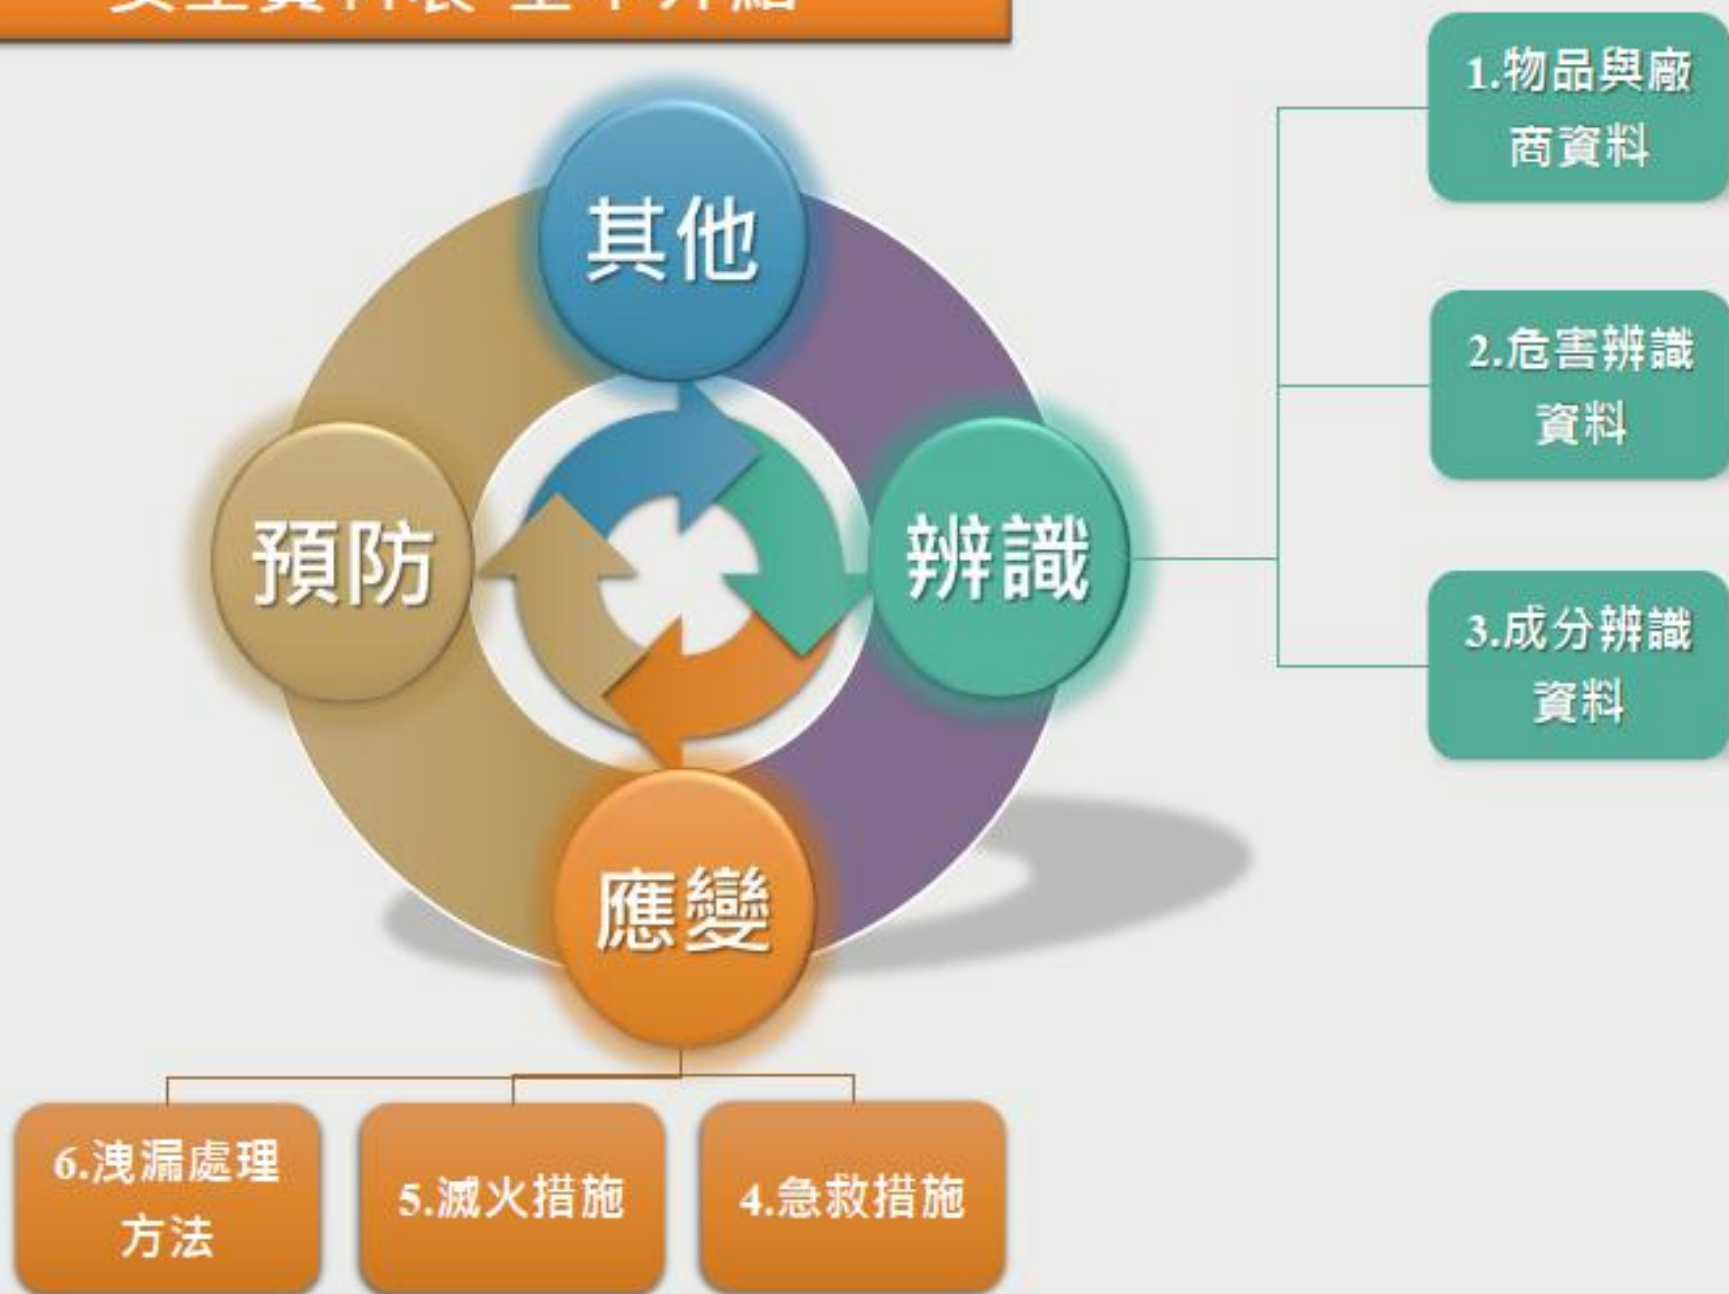 其他
預防
辨識
應變
1.物品與廠
商資料
2.危害辨識
資料
3.成分辨識
資料
6.洩漏處理
方法
5.滅火措施
4.急救措施